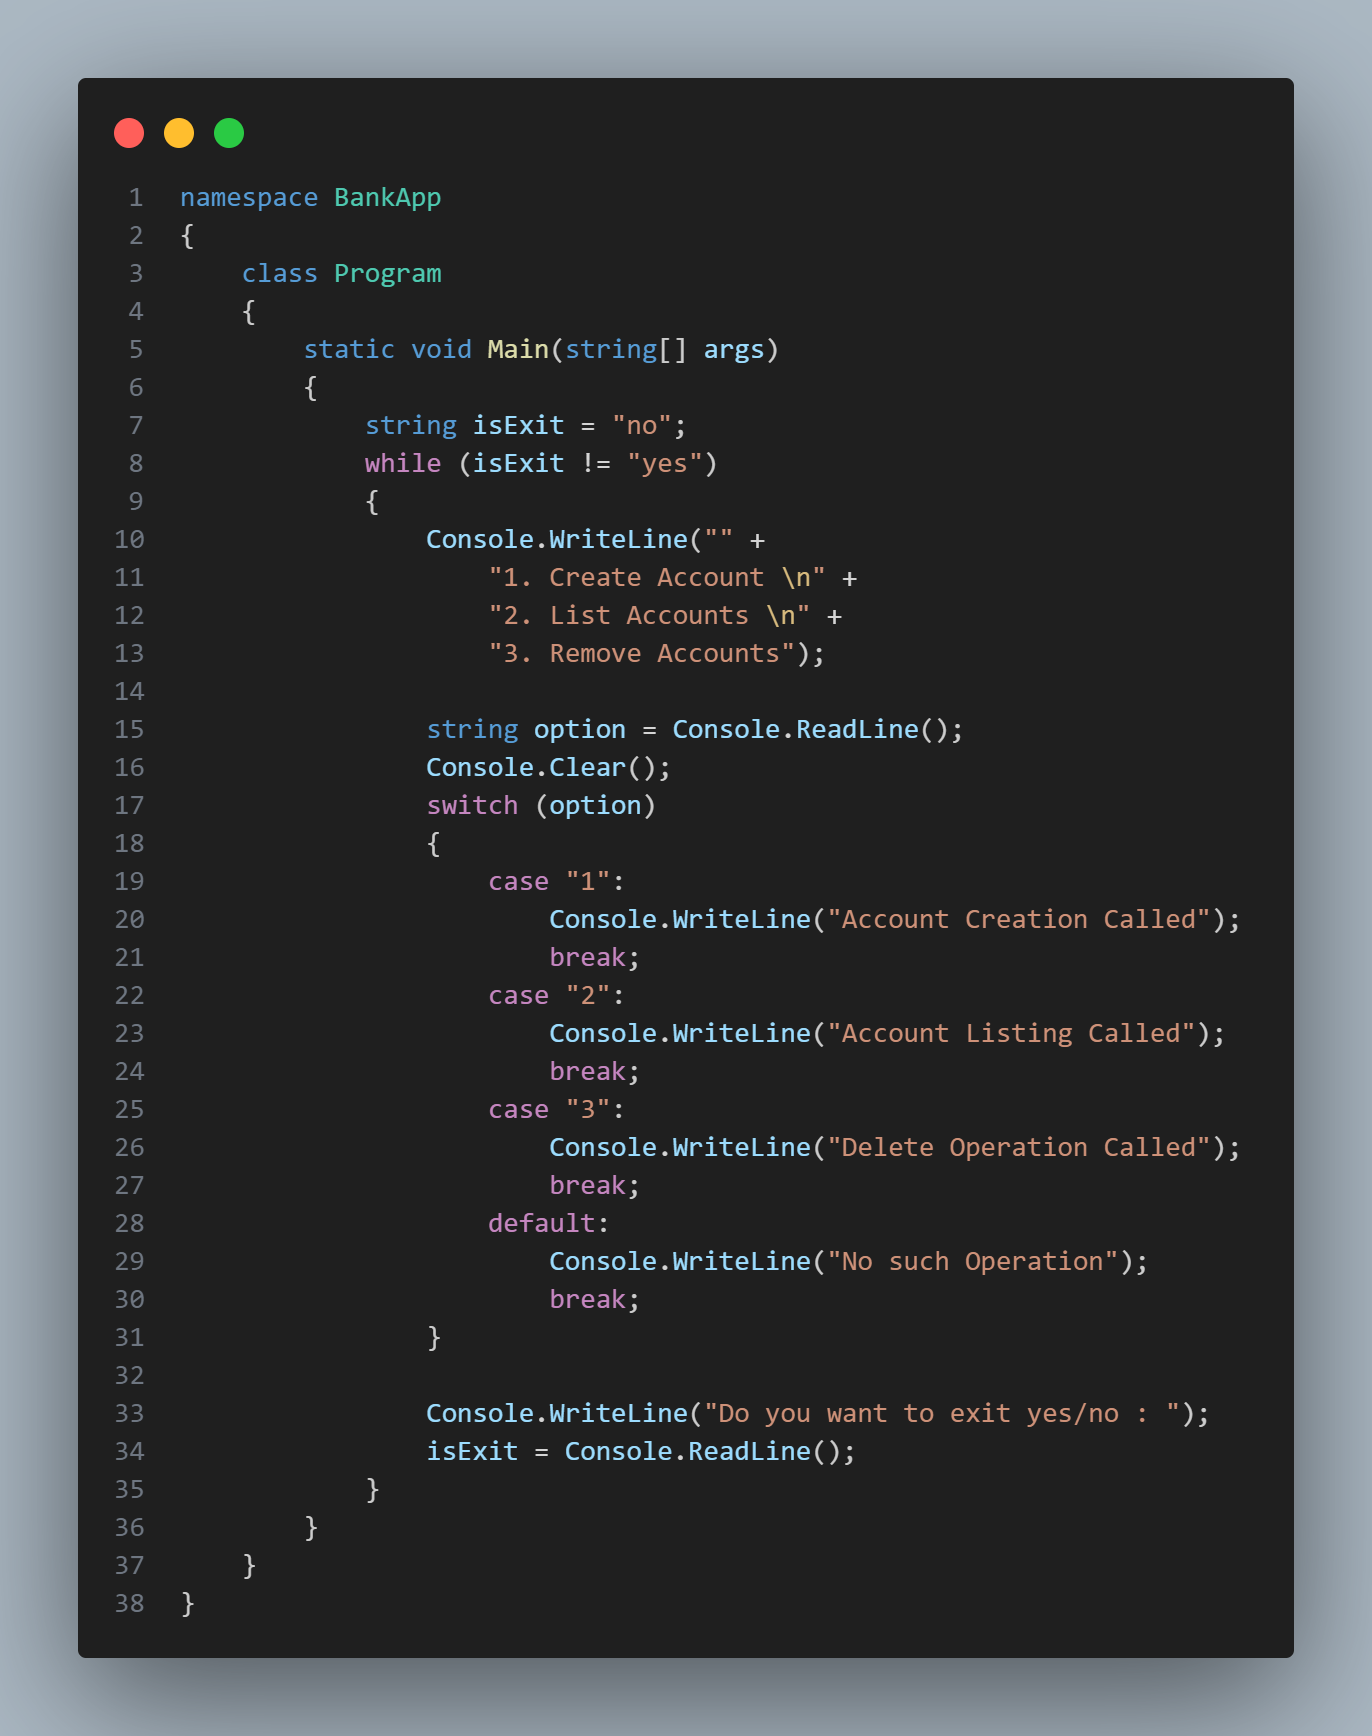 1 namespace BankApp
2 {
3     class Program
4     {
5         static void Main(string[] args)
6         {
7             string isExit = "no";
8             while (isExit != "yes")
9             {
10                 Console.WriteLine("" +
11                     "1. Create Account \n" +
12                     "2. List Accounts \n" +
13                     "3. Remove Accounts");
14
15                 string option = Console.ReadLine();
16                 Console.Clear();
17                 switch (option)
18                 {
19                     case "1":
20                         Console.WriteLine("Account Creation Called");
21                         break;
22                     case "2":
23                         Console.WriteLine("Account Listing Called");
24                         break;
25                     case "3":
26                         Console.WriteLine("Delete Operation Called");
27                         break;
28                     default:
29                         Console.WriteLine("No such Operation");
30                         break;
31                 }
32
33                 Console.WriteLine("Do you want to exit yes/no : ");
34                 isExit = Console.ReadLine();
35             }
36         }
37     }
38 }